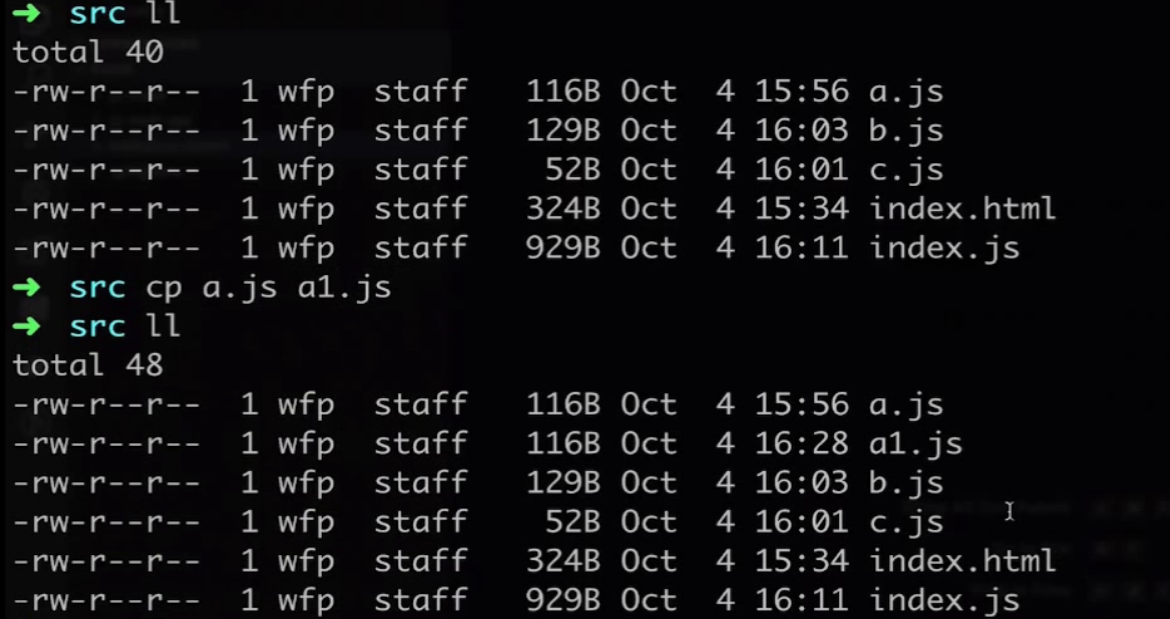 ➜ src ll
total 40
-rw-r--r--  1 wfp  staff   116B Oct  4 15:56 a.js
-rw-r--r--  1 wfp  staff   129B Oct  4 16:03 b.js
-rw-r--r--  1 wfp  staff    52B Oct  4 16:01 c.js
-rw-r--r--  1 wfp  staff   324B Oct  4 15:34 index.html
-rw-r--r--  1 wfp  staff   929B Oct  4 16:11 index.js
➜ src cp a.js a1.js
➜ src ll
total 48
-rw-r--r--  1 wfp  staff   116B Oct  4 15:56 a.js
-rw-r--r--  1 wfp  staff   116B Oct  4 16:28 a1.js
-rw-r--r--  1 wfp  staff   129B Oct  4 16:03 b.js
-rw-r--r--  1 wfp  staff    52B Oct  4 16:01 c.js
-rw-r--r--  1 wfp  staff   324B Oct  4 15:34 index.html
-rw-r--r--  1 wfp  staff   929B Oct  4 16:11 index.js